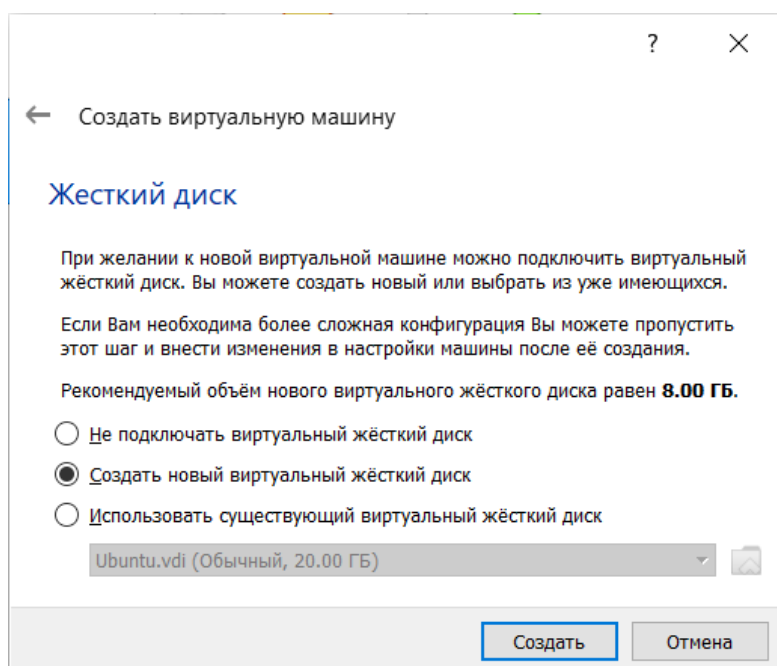 ?
Создать виртуальную машину
Жесткий диск
При желании к новой виртуальной машине можно подключить виртуальный
жёсткий диск. Вы можете создать новый или выбрать из уже имеющихся.
Если Вам необходима более сложная конфигурация Вы можете пропустить
этот шаг и внести изменения в настройки машины после её создания.
Рекомендуемый объём нового виртуального жёсткого диска равен 8.00 ГБ.
Не подключать виртуальный жёсткий диск
Создать новый виртуальный жёсткий диск
Использовать существующий виртуальный жёсткий диск
Ubuntu.vdi (Обычный, 20.00 ГБ)
Создать
Отмена